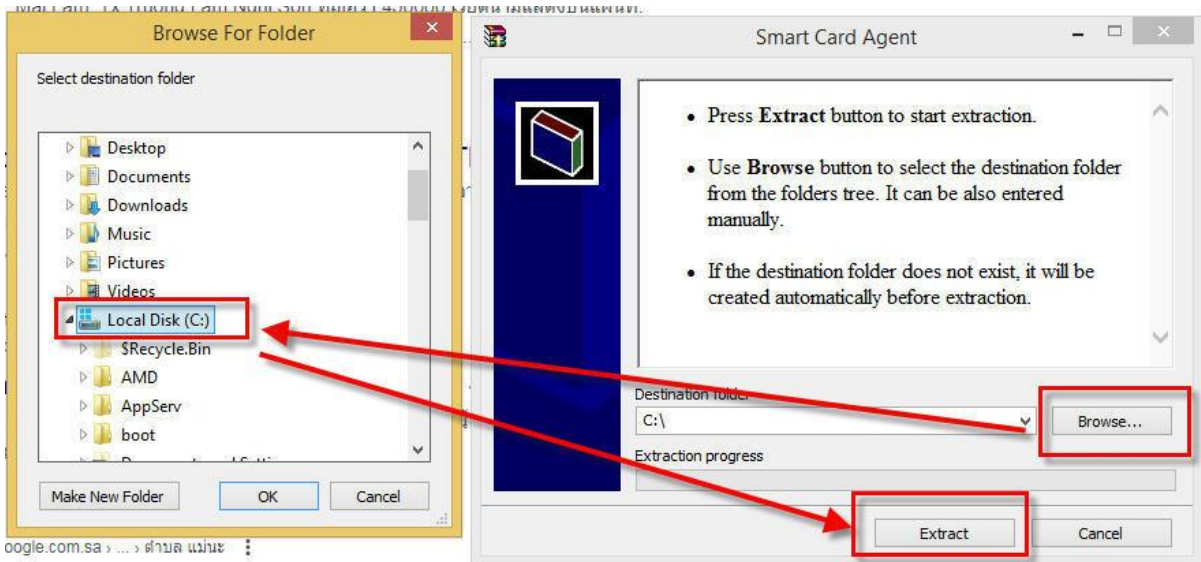 Browse For Folder
Select destination folder
Desktop
Documents
Downloads
Music
Pictures
Videos
Local Disk (C:)
$Recycle.Bin
AMD
AppServ
boot
Make New Folder
OK
Cancel
oogle.com.sa › ... › ตำบล แม่นะ
Smart Card Agent
• Press Extract button to start extraction.
• Use Browse button to select the destination folder
from the folders tree. It can be also entered
manually.
• If the destination folder does not exist, it will be
created automatically before extraction.
Destination folder
C:\
Browse...
Extraction progress
Extract
Cancel